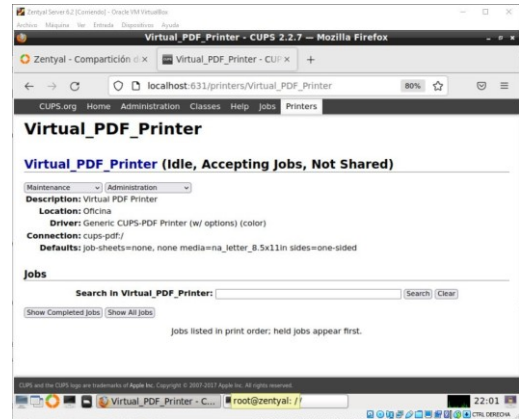 Zentyal Server 6.2 [Corriendo] - Oracle VM VirtualBox
Archivo Máquina Ver Entrada Dispositivos Ayuda
Virtual_PDF_Printer - CUPS 2.2.7 — Mozilla Firefox
Zentyal - Compartición d
Virtual_PDF_Printer - CUP
localhost:631/printers/Virtual_PDF_Printer
80%
CUPS.org Home Administration Classes Help Jobs Printers
Virtual_PDF_Printer
Virtual_PDF_Printer (Idle, Accepting Jobs, Not Shared)
Maintenance Administration
Description: Virtual PDF Printer
Location: Oficina
Driver: Generic CUPS-PDF Printer (w/ options) (color)
Connection: cups-pdf:/
Defaults: job-sheets=none, none media=na_letter_8.5x11in sides=one-sided
Jobs
Search in Virtual_PDF_Printer: Search Clear
Show Completed Jobs Show All Jobs
Jobs listed in print order; held jobs appear first.
CUPS and the CUPS logo are trademarks of Apple Inc. Copyright © 2007-2017 Apple Inc. All rights reserved.
Virtual_PDF_Printer - C...
root@zentyal: /
22:01
CTRL DERECHA